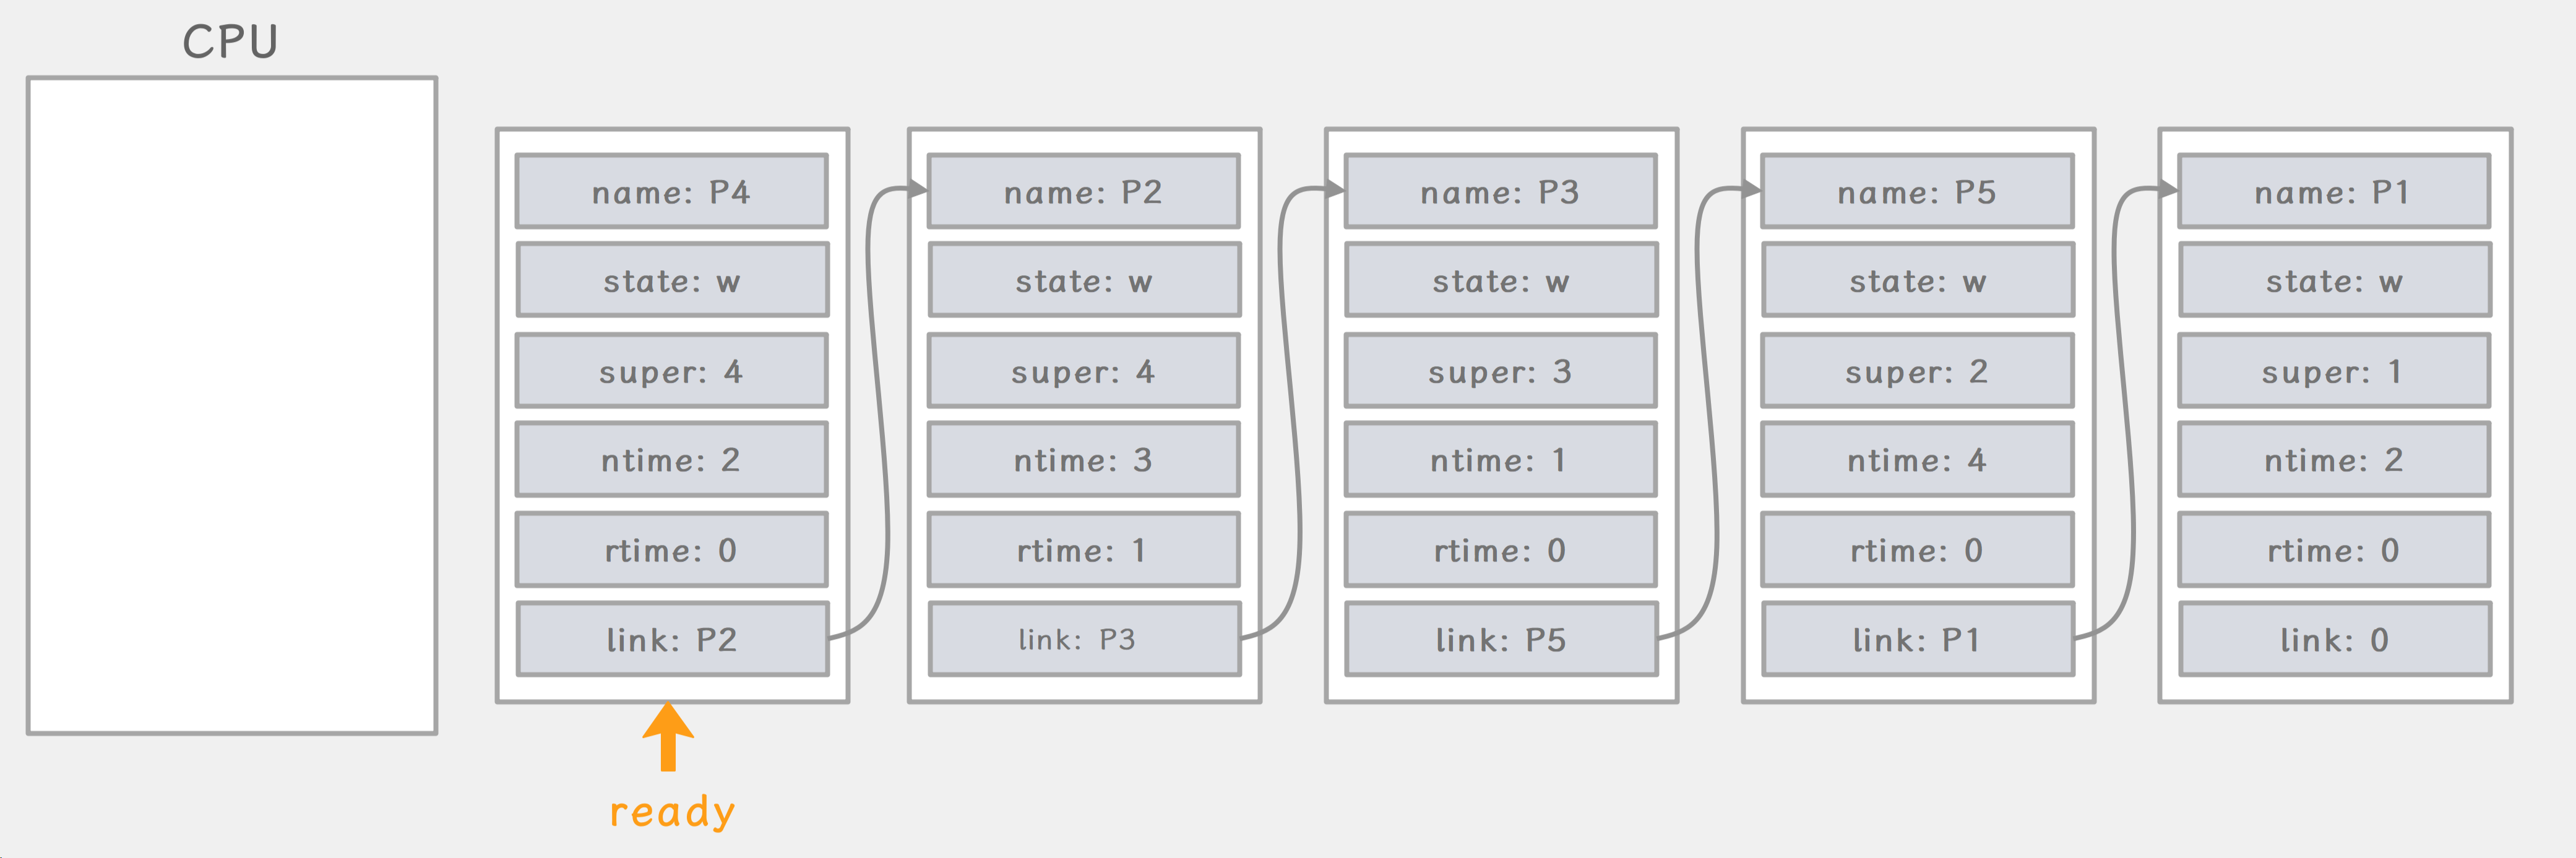 CPU
name: P4
state: w
super: 4
ntime: 2
rtime: 0
link: P2
name: P2
state: w
super: 4
ntime: 3
rtime: 1
link: P3
name: P3
state: w
super: 3
ntime: 1
rtime: 0
link: P5
name: P5
state: w
super: 2
ntime: 4
rtime: 0
link: P1
name: P1
state: w
super: 1
ntime: 2
rtime: 0
link: 0
ready